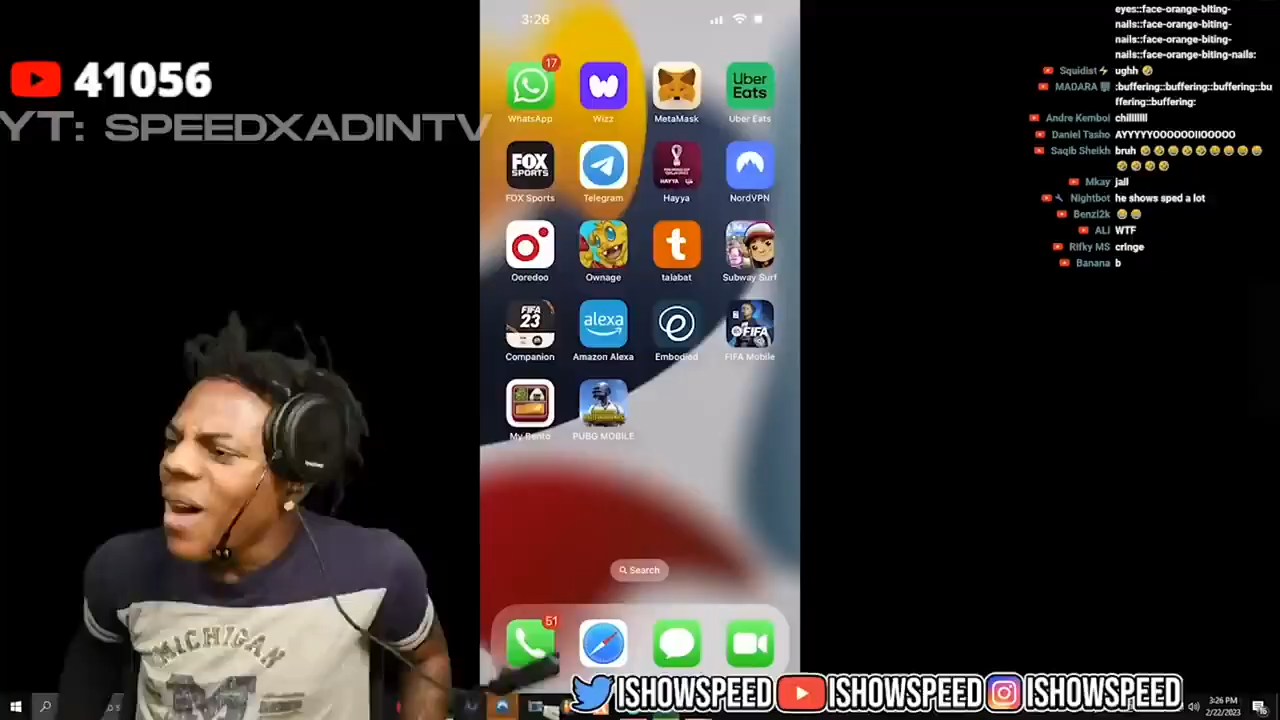 41056
YT: SPEEDXADINTV
3:26
17
WhatsApp
Wizz
MetaMask
Uber
Eats
Uber Eats
FOX
SPORTS
FOX Sports
Telegram
HAYYA
Hayya
NordVPN
Ooredoo
Ownage
t
talabat
Subway Surf
FIFA
23
Companion
alexa
Amazon Alexa
Embodied
FIFA
FIFA Mobile
My Bento
PUBG MOBILE
Search
51
MICHIGAN
M
eyes::face-orange-biting-
nails::face-orange-biting-
nails::face-orange-biting-
nails::face-orange-biting-nails:
Squidist ughh
MADARA :buffering::buffering::buffering::bu
ffering::buffering:
Andre Kemboi chillllllll
Daniel Tasho AYYYYYOOOOOOIIOOOOO
Saqib Sheikh bruh
Mkay jail
Nightbot he shows sped a lot
Benzi2k
ALI WTF
Rifky MS cringe
Banana b
ISHOWSPEED ISHOWSPEED ISHOWSPEED
3:26 PM
2/22/2023